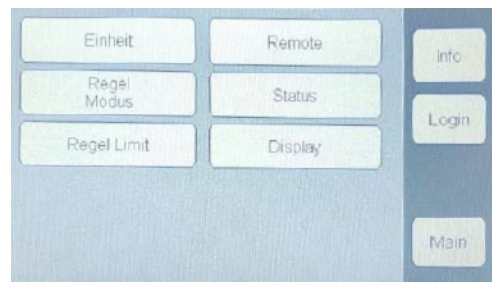 Einheit
Remote
Info
Regel
Modus
Status
Login
Regel Limit
Display
Main